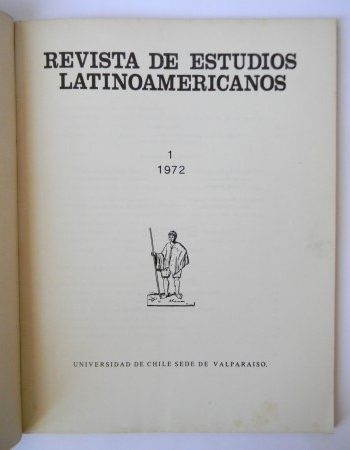 REVISTA DE ESTUDIOS
LATINOAMERICANOS
1
1972
UNIVERSIDAD DE CHILE SEDE DE VALPARAISO.